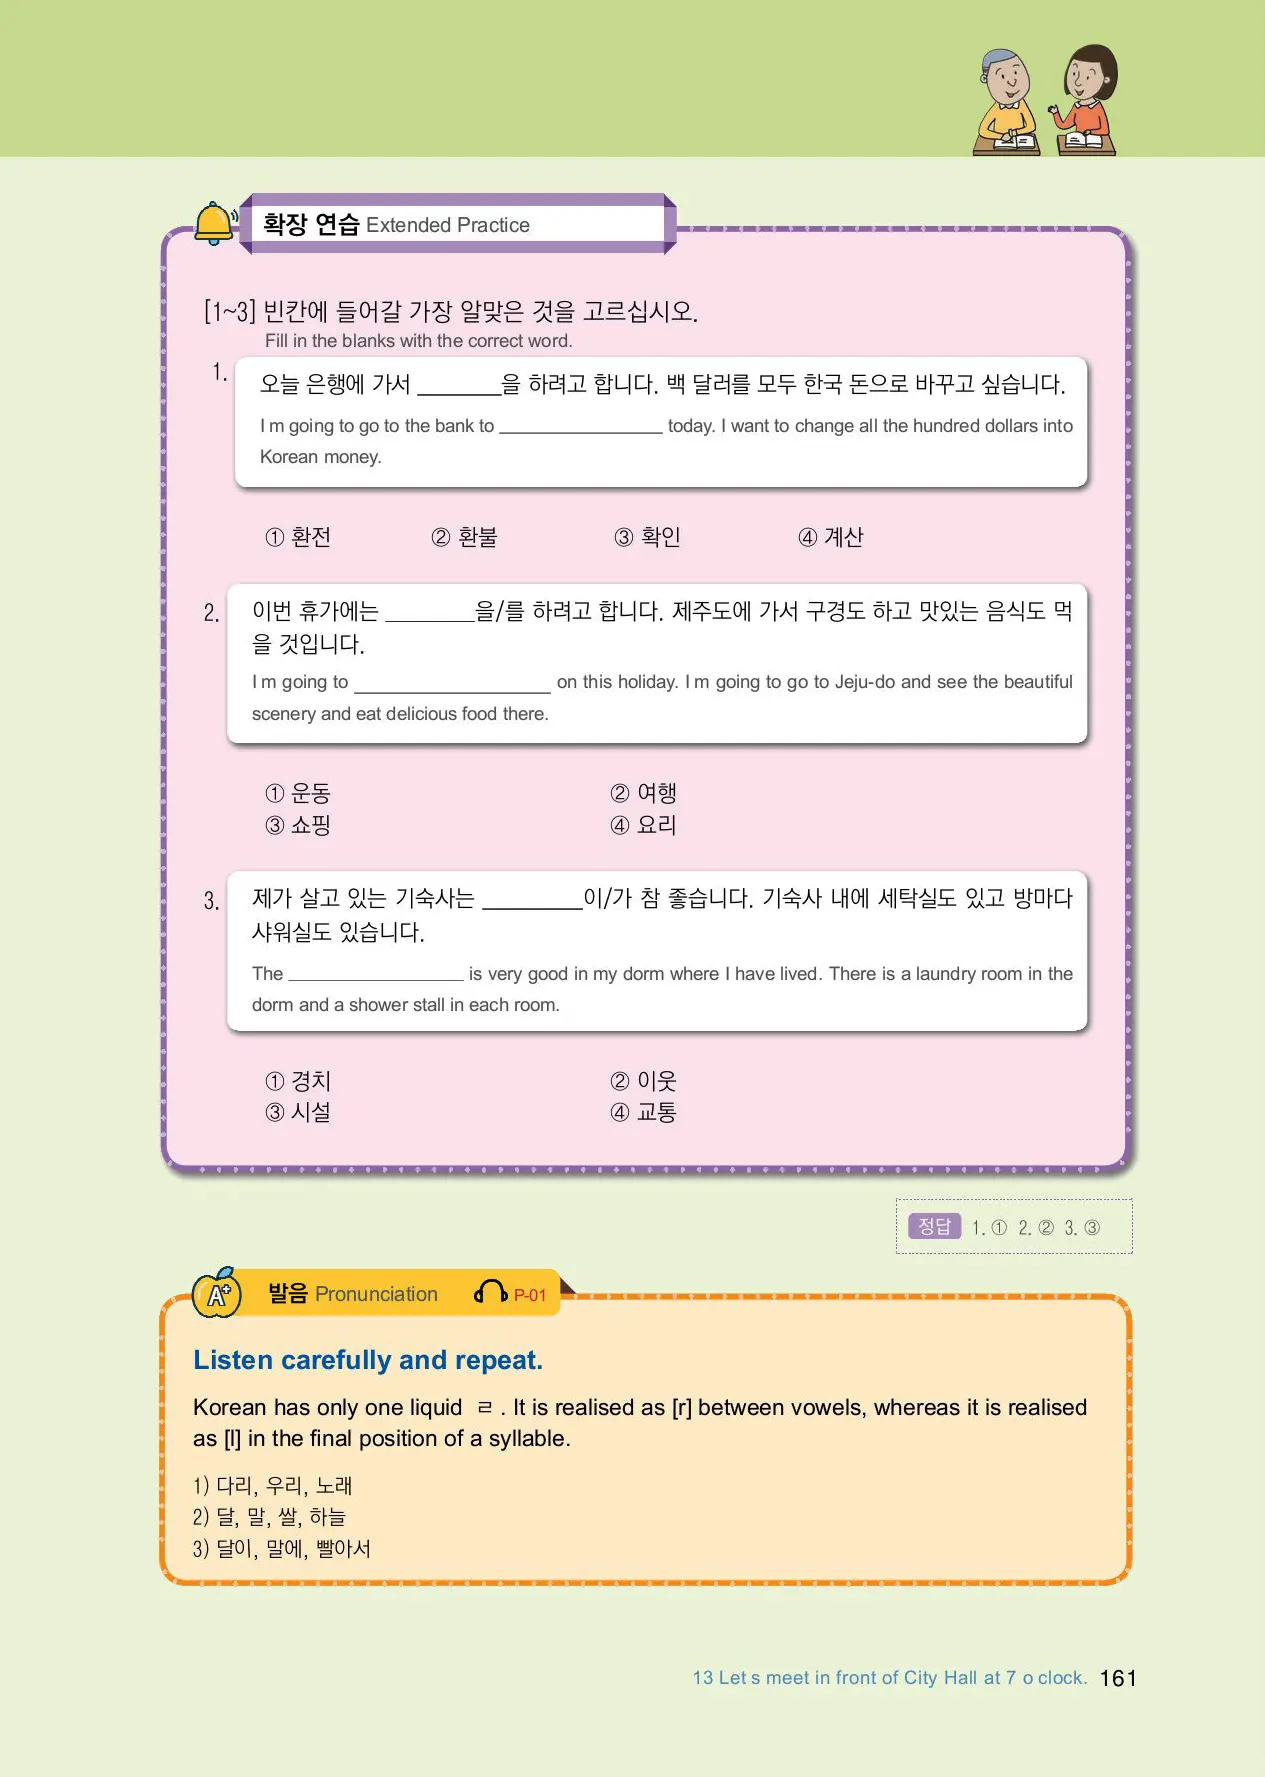 확장 연습 Extended Practice
[1~3] 빈칸에 들어갈 가장 알맞은 것을 고르십시오.
Fill in the blanks with the correct word.
1.
오늘 은행에 가서 ________을 하려고 합니다. 백 달러를 모두 한국 돈으로 바꾸고 싶습니다.
I m going to go to the bank to ________________ today. I want to change all the hundred dollars into
Korean money.
① 환전 ② 환불 ③ 확인 ④ 계산
2.
이번 휴가에는 ________을/를 하려고 합니다. 제주도에 가서 구경도 하고 맛있는 음식도 먹
을 것입니다.
I m going to ____________________ on this holiday. I m going to go to Jeju-do and see the beautiful
scenery and eat delicious food there.
① 운동 ② 여행
③ 쇼핑 ④ 요리
3.
제가 살고 있는 기숙사는 _________이/가 참 좋습니다. 기숙사 내에 세탁실도 있고 방마다
샤워실도 있습니다.
The __________________ is very good in my dorm where I have lived. There is a laundry room in the
dorm and a shower stall in each room.
① 경치 ② 이웃
③ 시설 ④ 교통
정답 1. ① 2. ② 3. ③
A+ 발음 Pronunciation P-01
Listen carefully and repeat.
Korean has only one liquid ㄹ . It is realised as [r] between vowels, whereas it is realised
as [l] in the final position of a syllable.
1) 다리, 우리, 노래
2) 달, 말, 쌀, 하늘
3) 달이, 말에, 빨아서
13 Let s meet in front of City Hall at 7 o clock. 161